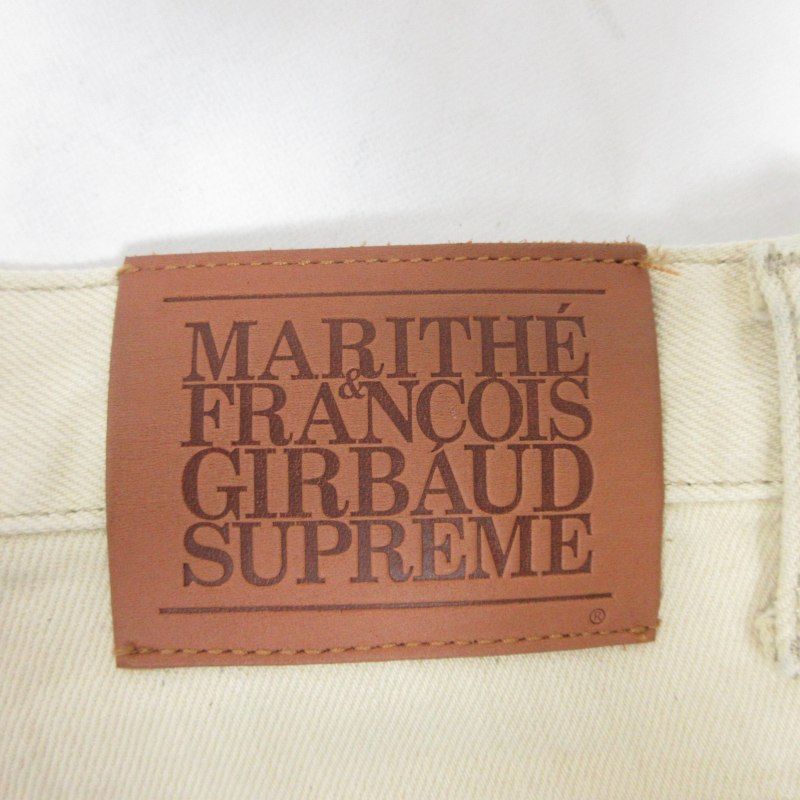 MARITHÉ
&
FRANÇOIS
GIRBAUD
SUPREME
®